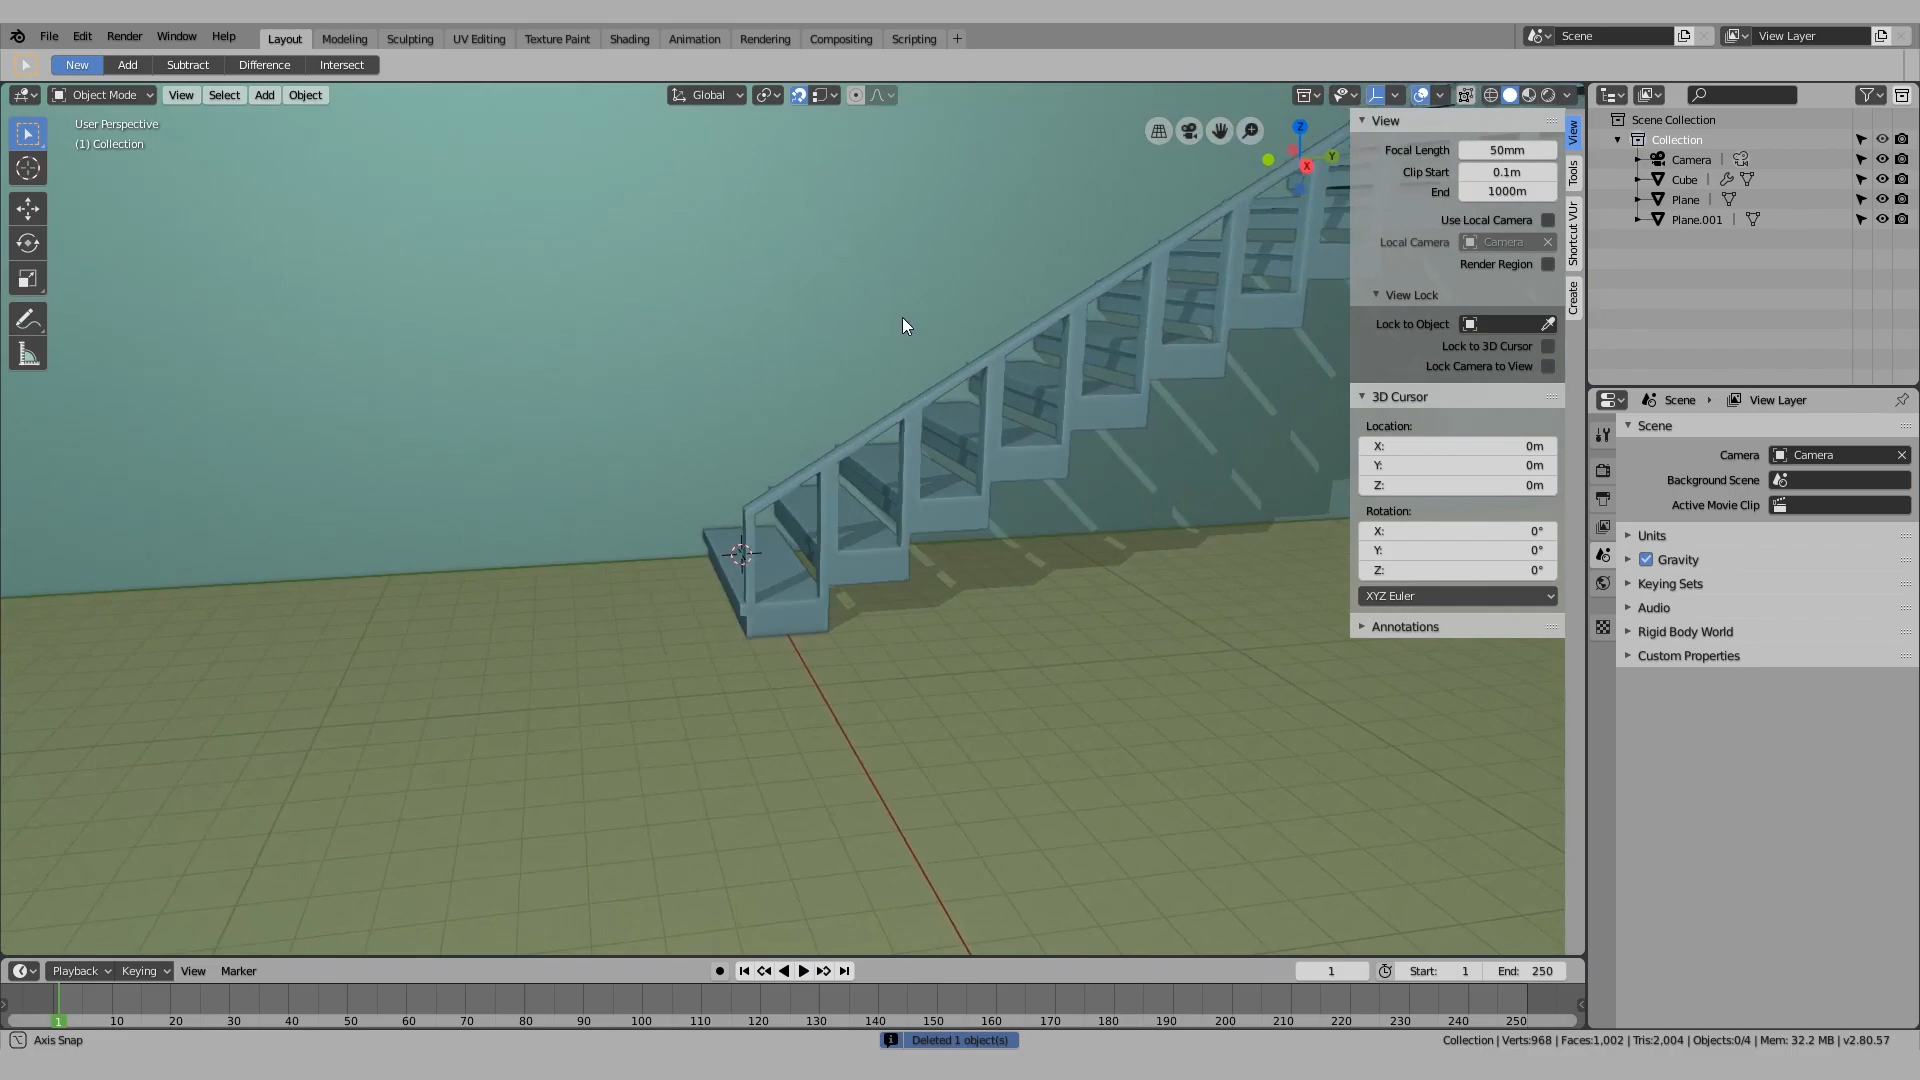 File Edit Render Window Help Layout Modeling Sculpting UV Editing Texture Paint Shading Animation Rendering Compositing Scripting + Scene View Layer
New Add Subtract Difference Intersect
Object Mode View Select Add Object Global
User Perspective
(1) Collection
Z
Y
X
View
Focal Length 50mm
Clip Start 0.1m
End 1000m
Use Local Camera
Local Camera Camera
Render Region
View Lock
Lock to Object
Lock to 3D Cursor
Lock Camera to View
3D Cursor
Location:
X: 0m
Y: 0m
Z: 0m
Rotation:
X: 0°
Y: 0°
Z: 0°
XYZ Euler
Annotations
View
Tools
Shortcut VUr
Create
Scene Collection
Collection
Camera
Cube
Plane
Plane.001
Scene View Layer
Scene
Camera Camera
Background Scene
Active Movie Clip
Units
Gravity
Keying Sets
Audio
Rigid Body World
Custom Properties
Playback Keying View Marker 1 Start: 1 End: 250
1 10 20 30 40 50 60 70 80 90 100 110 120 130 140 150 160 170 180 190 200 210 220 230 240 250
Axis Snap Deleted 1 object(s) Collection | Verts:968 | Faces:1,002 | Tris:2,004 | Objects:0/4 | Mem: 32.2 MB | v2.80.57